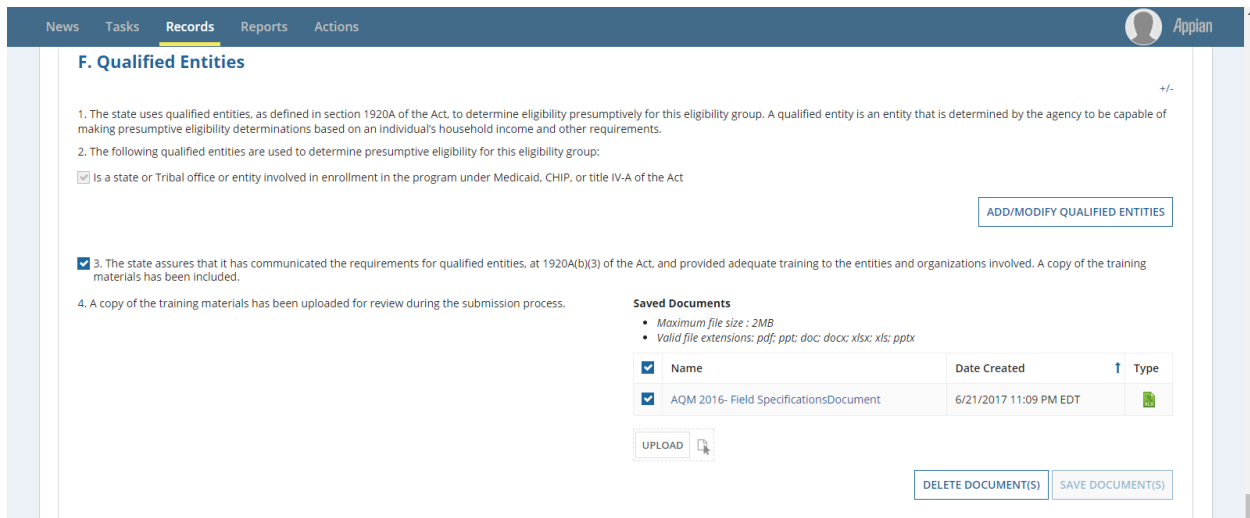 News Tasks Records Reports Actions Appian
F. Qualified Entities
+/-
1. The state uses qualified entities, as defined in section 1920A of the Act, to determine eligibility presumptively for this eligibility group. A qualified entity is an entity that is determined by the agency to be capable of
making presumptive eligibility determinations based on an individual's household income and other requirements.
2. The following qualified entities are used to determine presumptive eligibility for this eligibility group:
Is a state or Tribal office or entity involved in enrollment in the program under Medicaid, CHIP, or title IV-A of the Act
ADD/MODIFY QUALIFIED ENTITIES
3. The state assures that it has communicated the requirements for qualified entities, at 1920A(b)(3) of the Act, and provided adequate training to the entities and organizations involved. A copy of the training
materials has been included.
4. A copy of the training materials has been uploaded for review during the submission process.
Saved Documents
• Maximum file size : 2MB
• Valid file extensions: pdf; ppt; doc; docx; xlsx; xls; pptx
Name Date Created Type
AQM 2016- Field SpecificationsDocument 6/21/2017 11:09 PM EDT
UPLOAD
DELETE DOCUMENT(S) SAVE DOCUMENT(S)